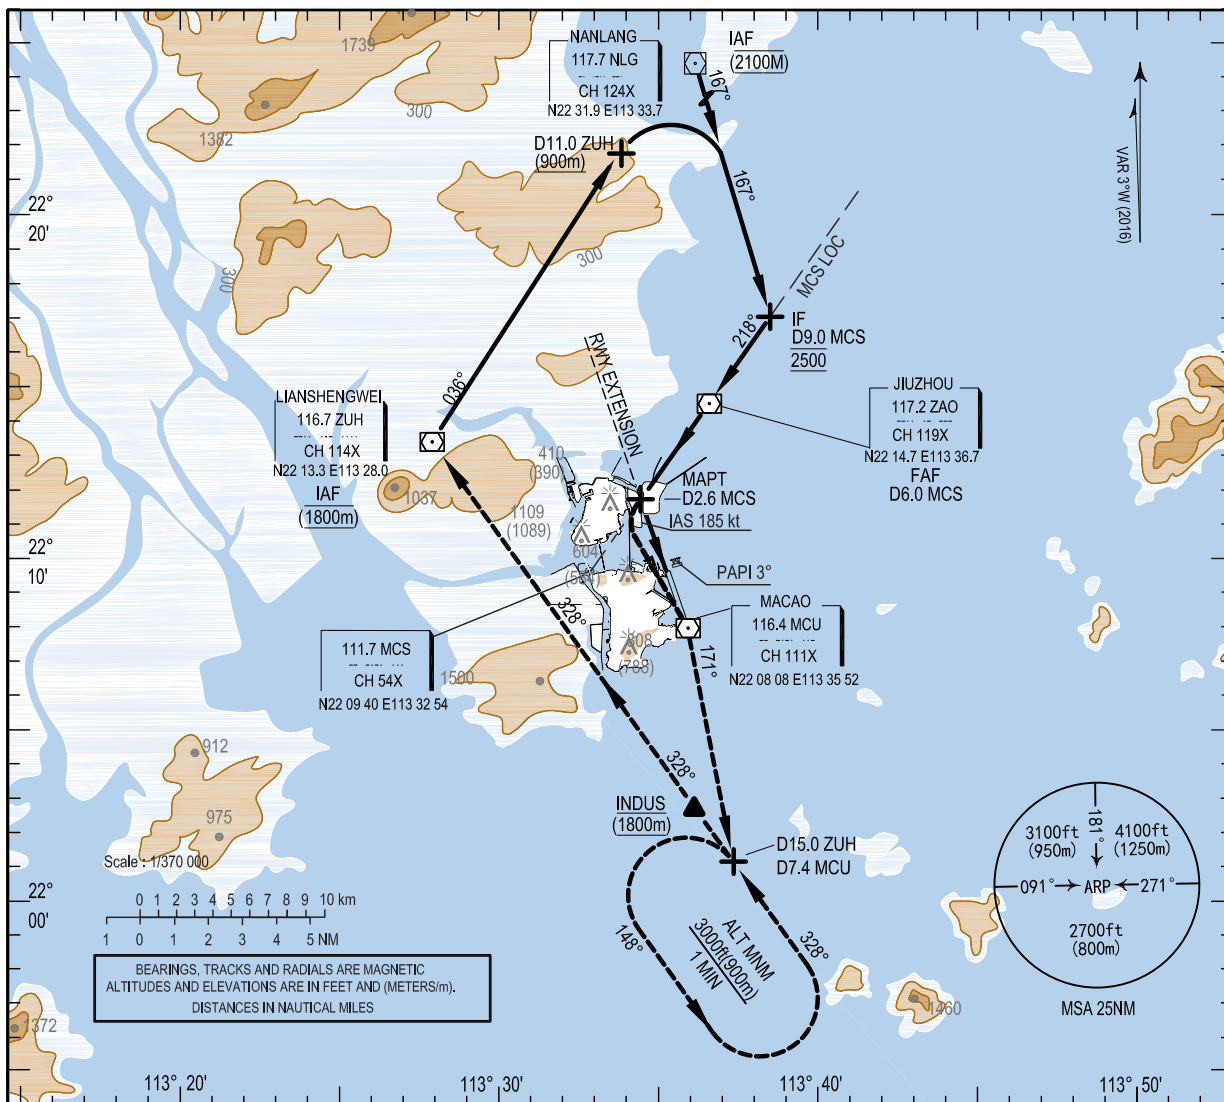 1739
NANLANG
117.7 NLG
CH 124X
N22 31.9 E113 33.7
IAF
(2100M)
167°
300
1382
D11.0 ZUH
(900m)
VAR 3°W (2016)
167°
22°
20'
300
300
MCS LOC
IF
D9.0 MCS
2500
218°
RWY EXTENSION
LIANSHENGWEI
116.7 ZUH
CH 114X
N22 13.3 E113 28.0
IAF
(1800m)
036°
JIUZHOU
117.2 ZAO
CH 119X
N22 14.7 E113 36.7
FAF
D6.0 MCS
410
(390)
1037
1109
(1089)
MAPT
D2.6 MCS
IAS 185 kt
604
22°
10'
PAPI 3°
328°
MACAO
116.4 MCU
CH 111X
N22 08 08 E113 35 52
111.7 MCS
CH 54X
N22 09 40 E113 32 54
1500
(788)
171°
912
328°
975
INDUS
(1800m)
D15.0 ZUH
D7.4 MCU
3100ft
(950m)
181°
4100ft
(1250m)
091°
ARP
271°
2700ft
(800m)
MSA 25NM
Scale : 1/370 000
0 1 2 3 4 5 6 7 8 9 10 km
1 0 1 2 3 4 5 NM
22°
00'
148°
ALT MNM
3000ft(900m)
1 MIN
328°
BEARINGS, TRACKS AND RADIALS ARE MAGNETIC
ALTITUDES AND ELEVATIONS ARE IN FEET AND (METERS/m).
DISTANCES IN NAUTICAL MILES
1460
1372
113° 20'
113° 30'
113° 40'
113° 50'